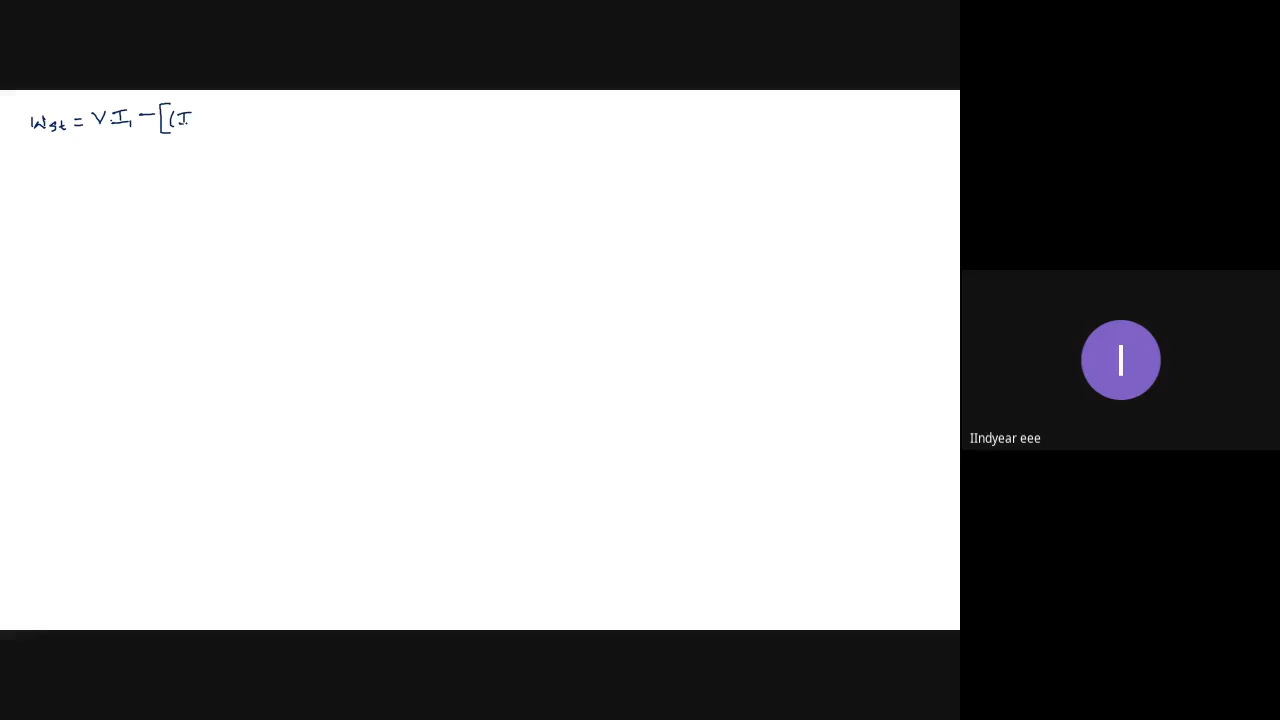 Wst = VI₁ - [(I
I
IIndyear eee